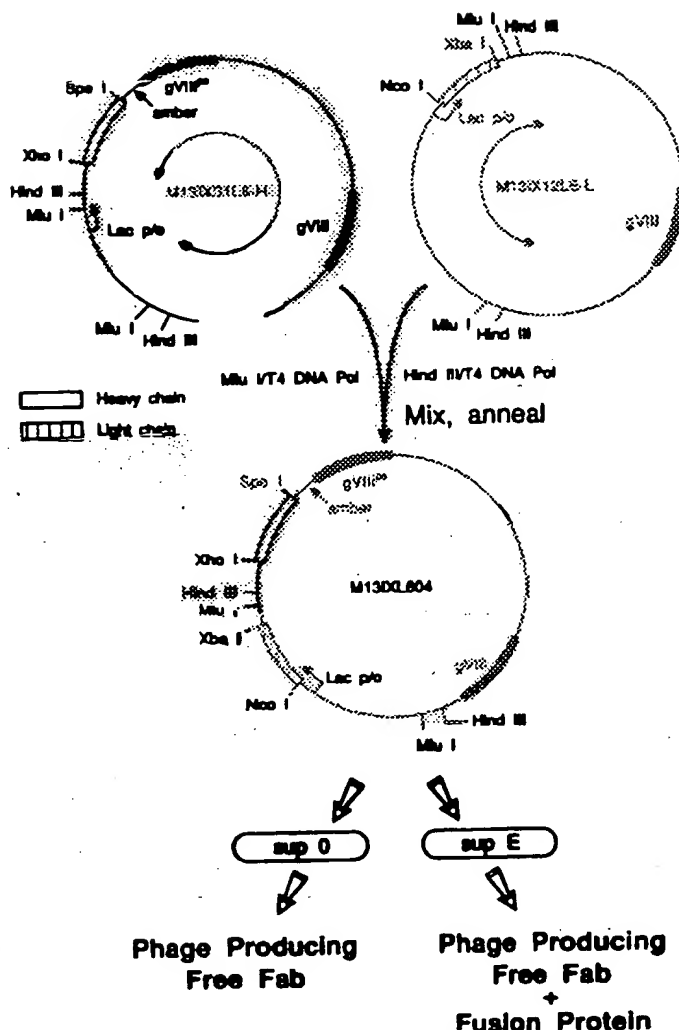 Spe I
gVIII
amber
Xho I
Hind III
Mlu I
Lac p/o
gVIII
Mlu I
Hind III
Mlu I
Hind III
Xba I
Nco I
Lac p/o
gVIII
Mlu I
Hind III
Mlu I/T4 DNA Pol
Hind III/T4 DNA Pol
Mix, anneal
Heavy chain
Light chain
Spe I
gVIII
amber
Xho I
Hind III
Mlu I
Xba I
M13IXL604
gVIII
Lac p/o
Nco I
Hind III
Mlu I
sup O
sup E
Phage Producing
Free Fab
Phage Producing
Free Fab
+
Fusion Protein